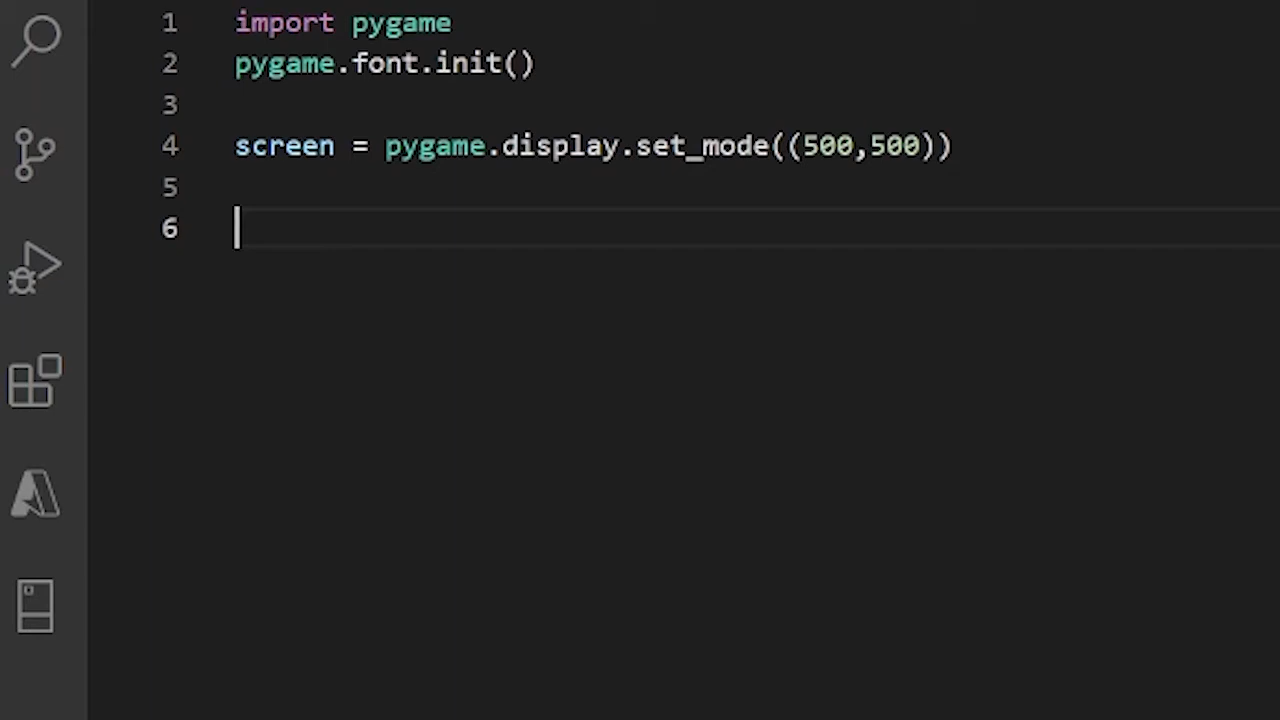 1 import pygame
2 pygame.font.init()
3
4 screen = pygame.display.set_mode((500,500))
5
6